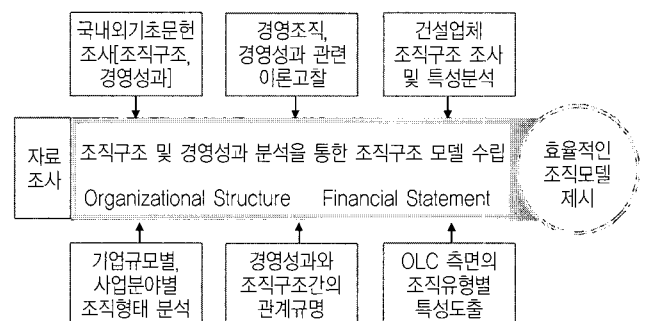 국내외기초문헌
조사[조직구조,
경영성과]
경영조직,
경영성과 관련
이론고찰
건설업체
조직구조 조사
및 특성분석
자료
조사
조직구조 및 경영성과 분석을 통한 조직구조 모델 수립
Organizational Structure Financial Statement
효율적인
조직모델
제시
기업규모별,
사업분야별
조직형태 분석
경영성과와
조직구조간의
관계규명
OLC 측면의
조직유형별
특성도출